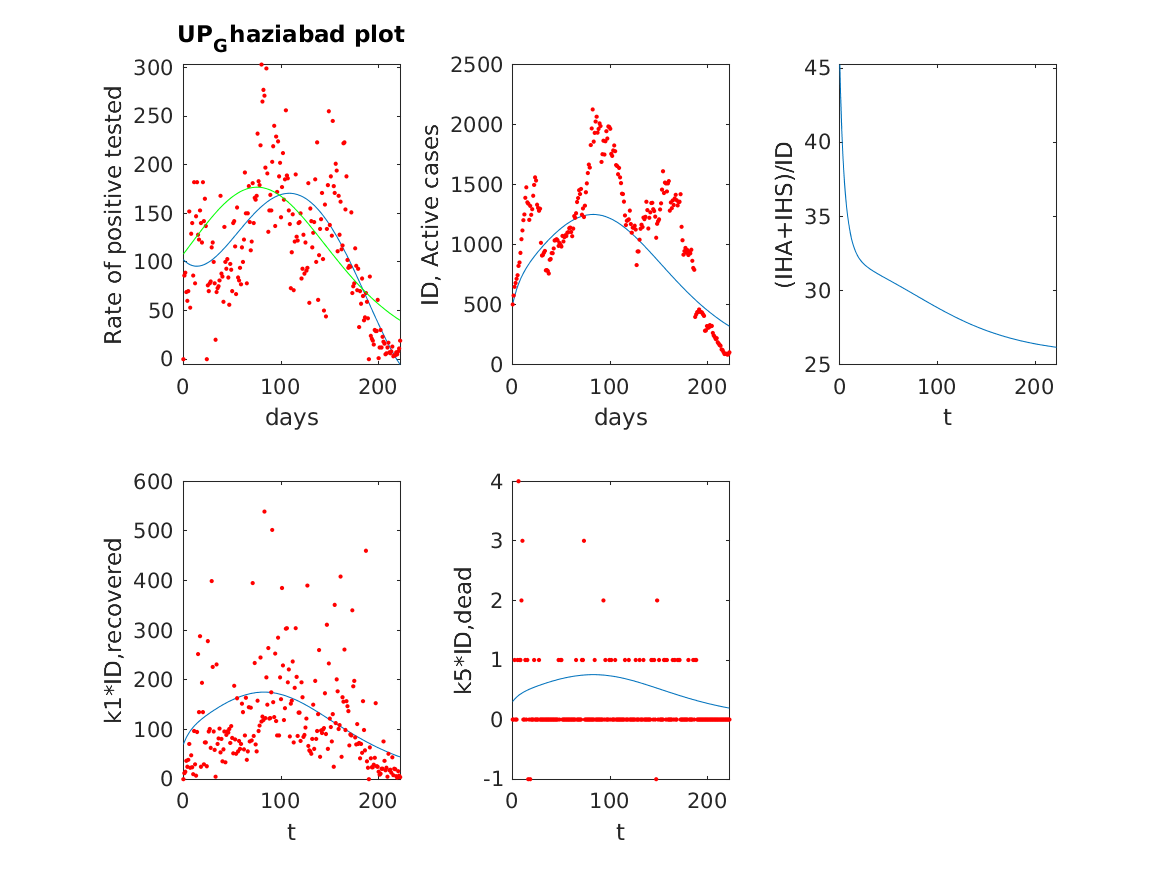 UP_Ghaziabad plot
300
250
200
150
100
50
0
0 100 200
Rate of positive tested
days
2500
2000
1500
1000
500
0
0 100 200
ID, Active cases
days
45
40
35
30
25
0 100 200
(IHA+IHS)/ID
t
600
500
400
300
200
100
0
0 100 200
k1*ID,recovered
t
4
3
2
1
0
-1
0 100 200
k5*ID,dead
t